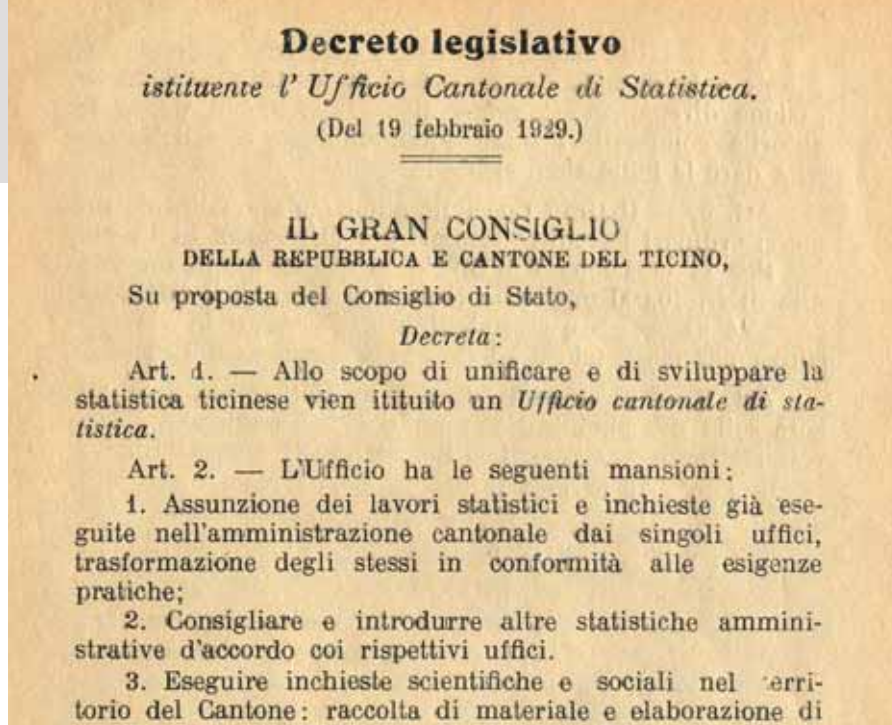 Decreto legislativo
istituente l' Ufficio Cantonale di Statistica.
(Del 19 febbraio 1929.)
IL GRAN CONSIGLIO
DELLA REPUBBLICA E CANTONE DEL TICINO,
Su proposta del Consiglio di Stato,
Decreta:
Art. 1. — Allo scopo di unificare e di sviluppare la
statistica ticinese vien itituito un Ufficio cantonale di sta-
tistica.
Art. 2. — L'Ufficio ha le seguenti mansioni:
1. Assunzione dei lavori statistici e inchieste già ese-
guite nell'amministrazione cantonale dai singoli uffici,
trasformazione degli stessi in conformità alle esigenze
pratiche;
2. Consigliare e introdurre altre statistiche ammini-
strative d'accordo coi rispettivi uffici.
3. Eseguire inchieste scientifiche e sociali nel terri-
torio del Cantone: raccolta di materiale e elaborazione di